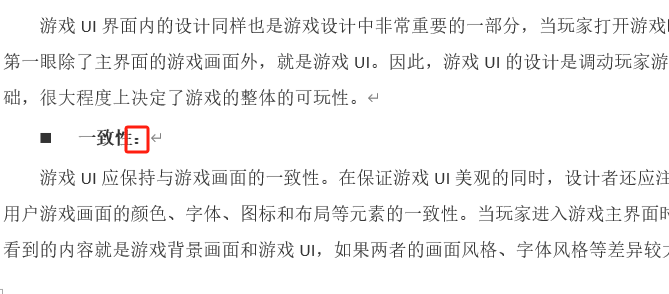 游戏 UI 界面内的设计同样也是游戏设计中非常重要的一部分，当玩家打开游戏
第一眼除了主界面的游戏画面外，就是游戏 UI。因此，游戏 UI 的设计是调动玩家游
础，很大程度上决定了游戏的整体的可玩性。↵
■ 一致性：↵
游戏 UI 应保持与游戏画面的一致性。在保证游戏 UI 美观的同时，设计者还应注
用户游戏画面的颜色、字体、图标和布局等元素的一致性。当玩家进入游戏主界面时
看到的内容就是游戏背景画面和游戏 UI，如果两者的画面风格、字体风格等差异较大